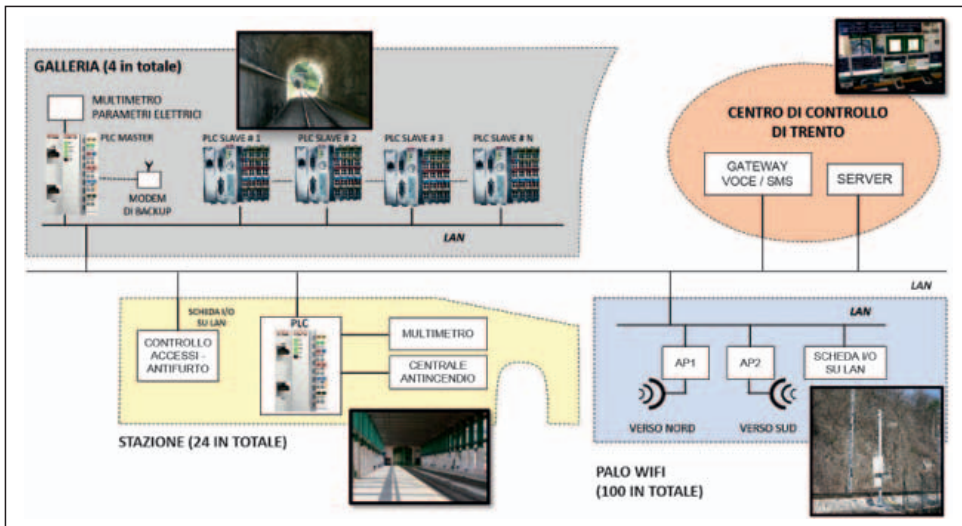 GALLERIA (4 in totale)
MULTIMETRO
PARAMETRI ELETTRICI
PLC MASTER
MODEM
DI BACKUP
PLC SLAVE # 1
PLC SLAVE # 2
PLC SLAVE # 3
PLC SLAVE # N
LAN
CENTRO DI CONTROLLO
DI TRENTO
GATEWAY
VOCE / SMS
SERVER
LAN
SCHEDA I/O
SU LAN
CONTROLLO
ACCESSI -
ANTIFURTO
PLC
MULTIMETRO
CENTRALE
ANTINCENDIO
STAZIONE (24 IN TOTALE)
LAN
AP1
AP2
SCHEDA I/O
SU LAN
VERSO NORD
VERSO SUD
PALO WIFI
(100 IN TOTALE)